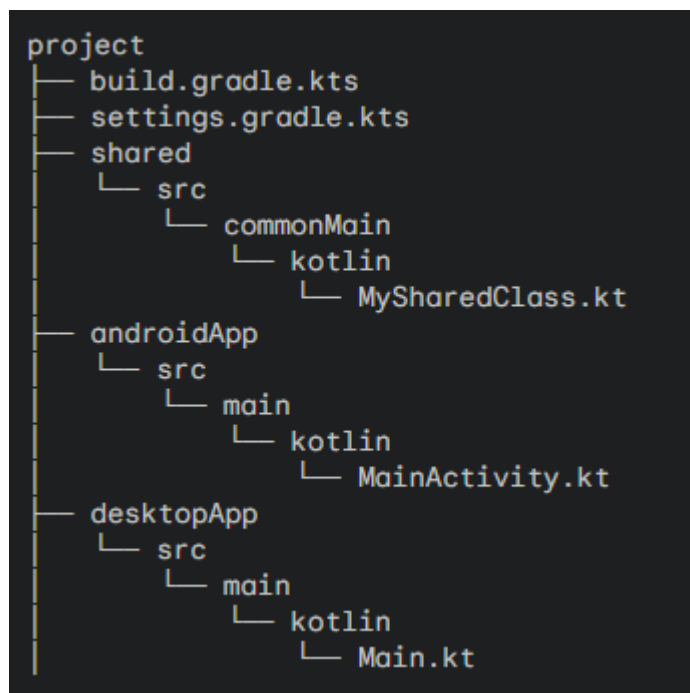 project
├── build.gradle.kts
├── settings.gradle.kts
├── shared
│   └── src
│       └── commonMain
│           └── kotlin
│               └── MySharedClass.kt
├── androidApp
│   └── src
│       └── main
│           └── kotlin
│               └── MainActivity.kt
├── desktopApp
│   └── src
│       └── main
│           └── kotlin
│               └── Main.kt